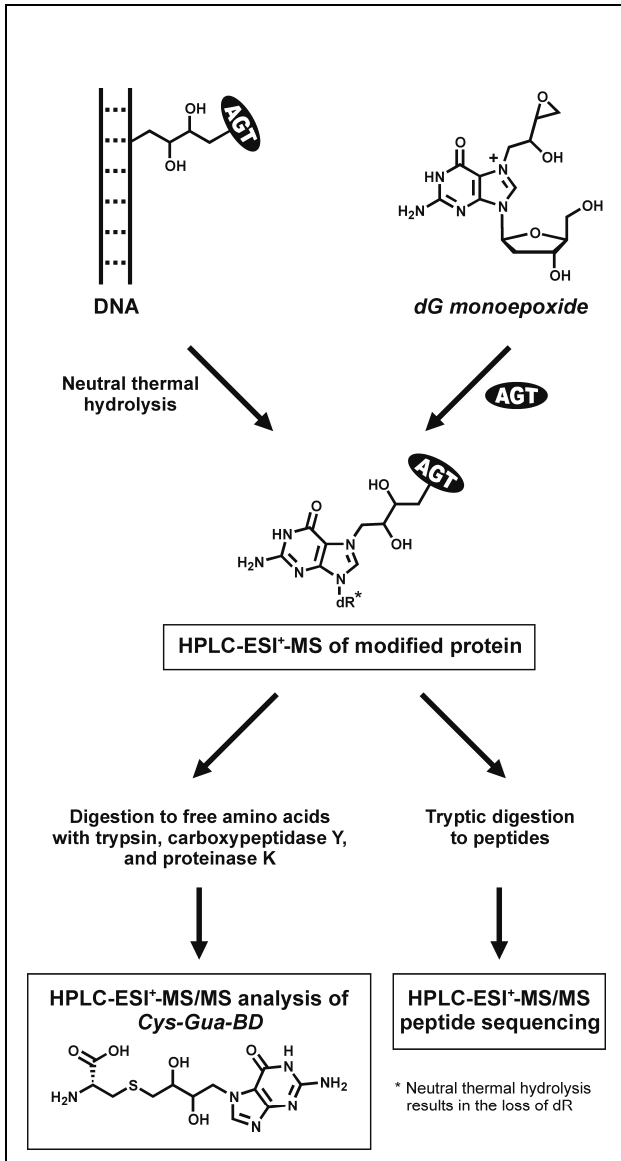 OH
AGT
OH
DNA
O
OH
O
N
+
HN
H₂N
N
N
O
OH
OH
dG monoepoxide
Neutral thermal
hydrolysis
AGT
AGT
HO
O
OH
HN
N
H₂N
N
N
dR*
HPLC-ESI⁺-MS of modified protein
Digestion to free amino acids
with trypsin, carboxypeptidase Y,
and proteinase K
Tryptic digestion
to peptides
HPLC-ESI⁺-MS/MS analysis of
Cys-Gua-BD
O
OH
H₂N
S
OH
OH
O
H
N
N
N
N
NH₂
HPLC-ESI⁺-MS/MS
peptide sequencing
* Neutral thermal hydrolysis
results in the loss of dR